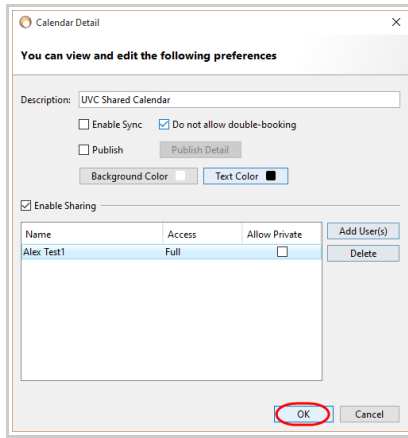 Calendar Detail
You can view and edit the following preferences
Description: UVC Shared Calendar
Enable Sync Do not allow double-booking
Publish Publish Detail
Background Color Text Color
Enable Sharing
Name Access Allow Private Add User(s)
Alex Test1 Full Delete
OK Cancel